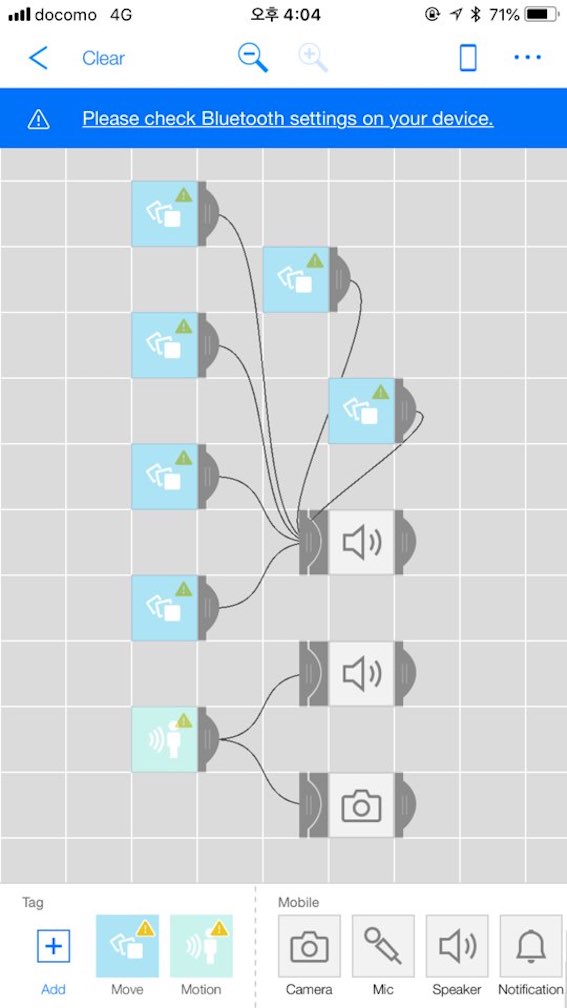 docomo 4G 오후 4:04 71%
Clear
Please check Bluetooth settings on your device.
Tag Mobile
Add Move Motion Camera Mic Speaker Notification